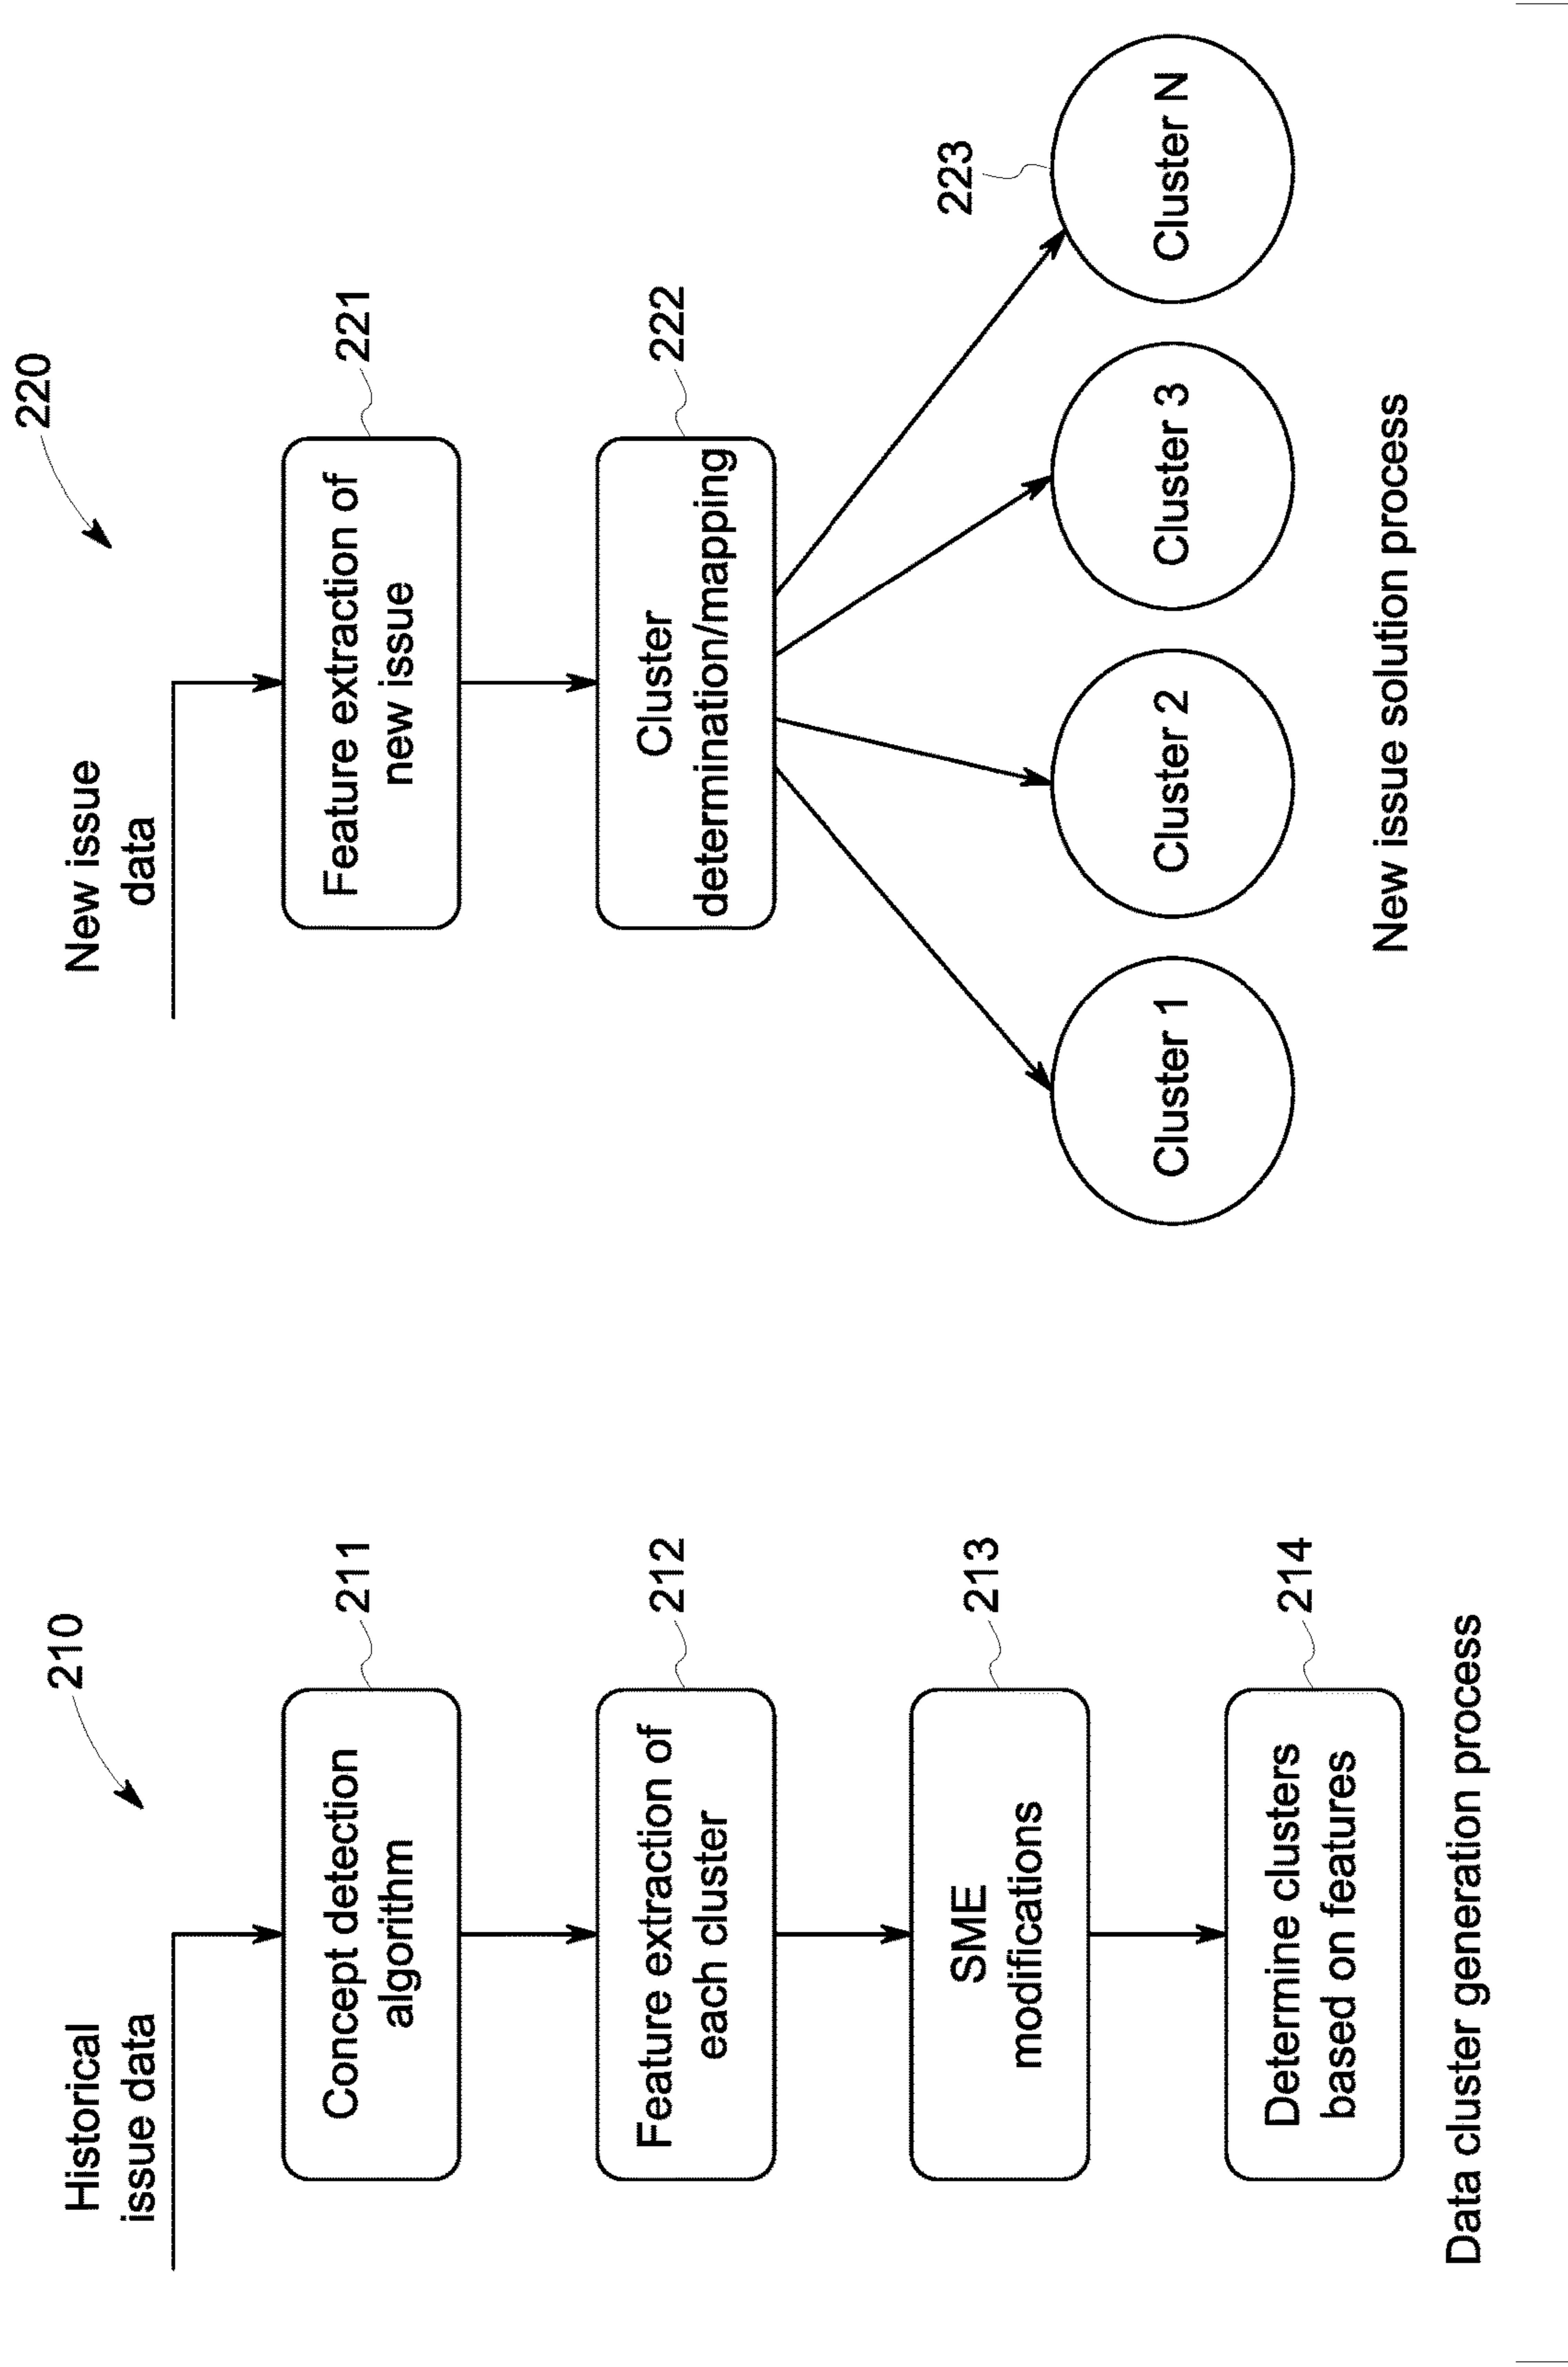 210
Historical
issue data
Concept detection
algorithm
211
Feature extraction of
each cluster
212
SME
modifications
213
Determine clusters
based on features
214
Data cluster generation process
220
New issue
data
Feature extraction of
new issue
221
Cluster
determination/mapping
222
223
Cluster 1
Cluster 2
Cluster 3
Cluster N
New issue solution process